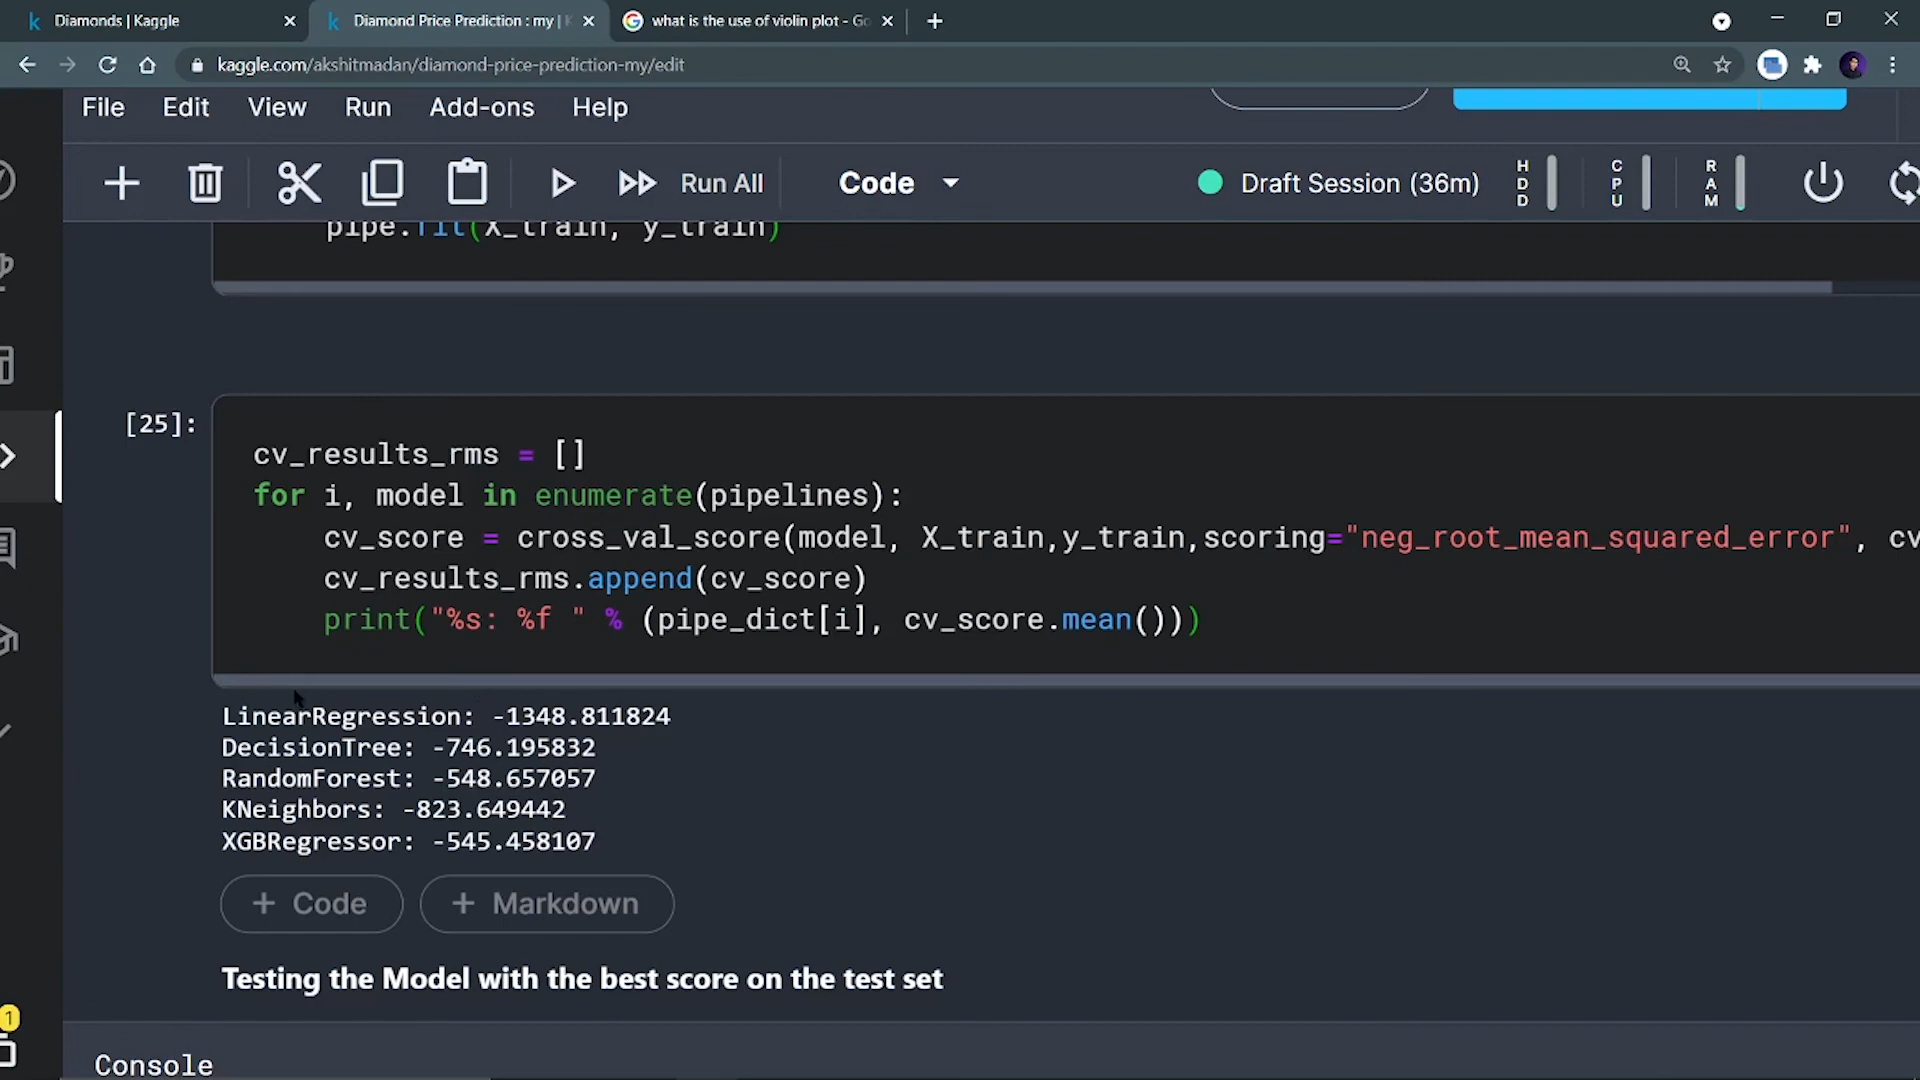 Diamonds | Kaggle
Diamond Price Prediction : my |
what is the use of violin plot - Go
kaggle.com/akshitmadan/diamond-price-prediction-my/edit
File Edit View Run Add-ons Help
Run All
Code
Draft Session (36m)
HDD
CPU
RAM
pipe.fit(X_train, y_train)
[25]:
cv_results_rms = []
for i, model in enumerate(pipelines):
cv_score = cross_val_score(model, X_train,y_train,scoring="neg_root_mean_squared_error", cv
cv_results_rms.append(cv_score)
print("%s: %f " % (pipe_dict[i], cv_score.mean()))
LinearRegression: -1348.811824
DecisionTree: -746.195832
RandomForest: -548.657057
KNeighbors: -823.649442
XGBRegressor: -545.458107
+ Code
+ Markdown
Testing the Model with the best score on the test set
1
Console